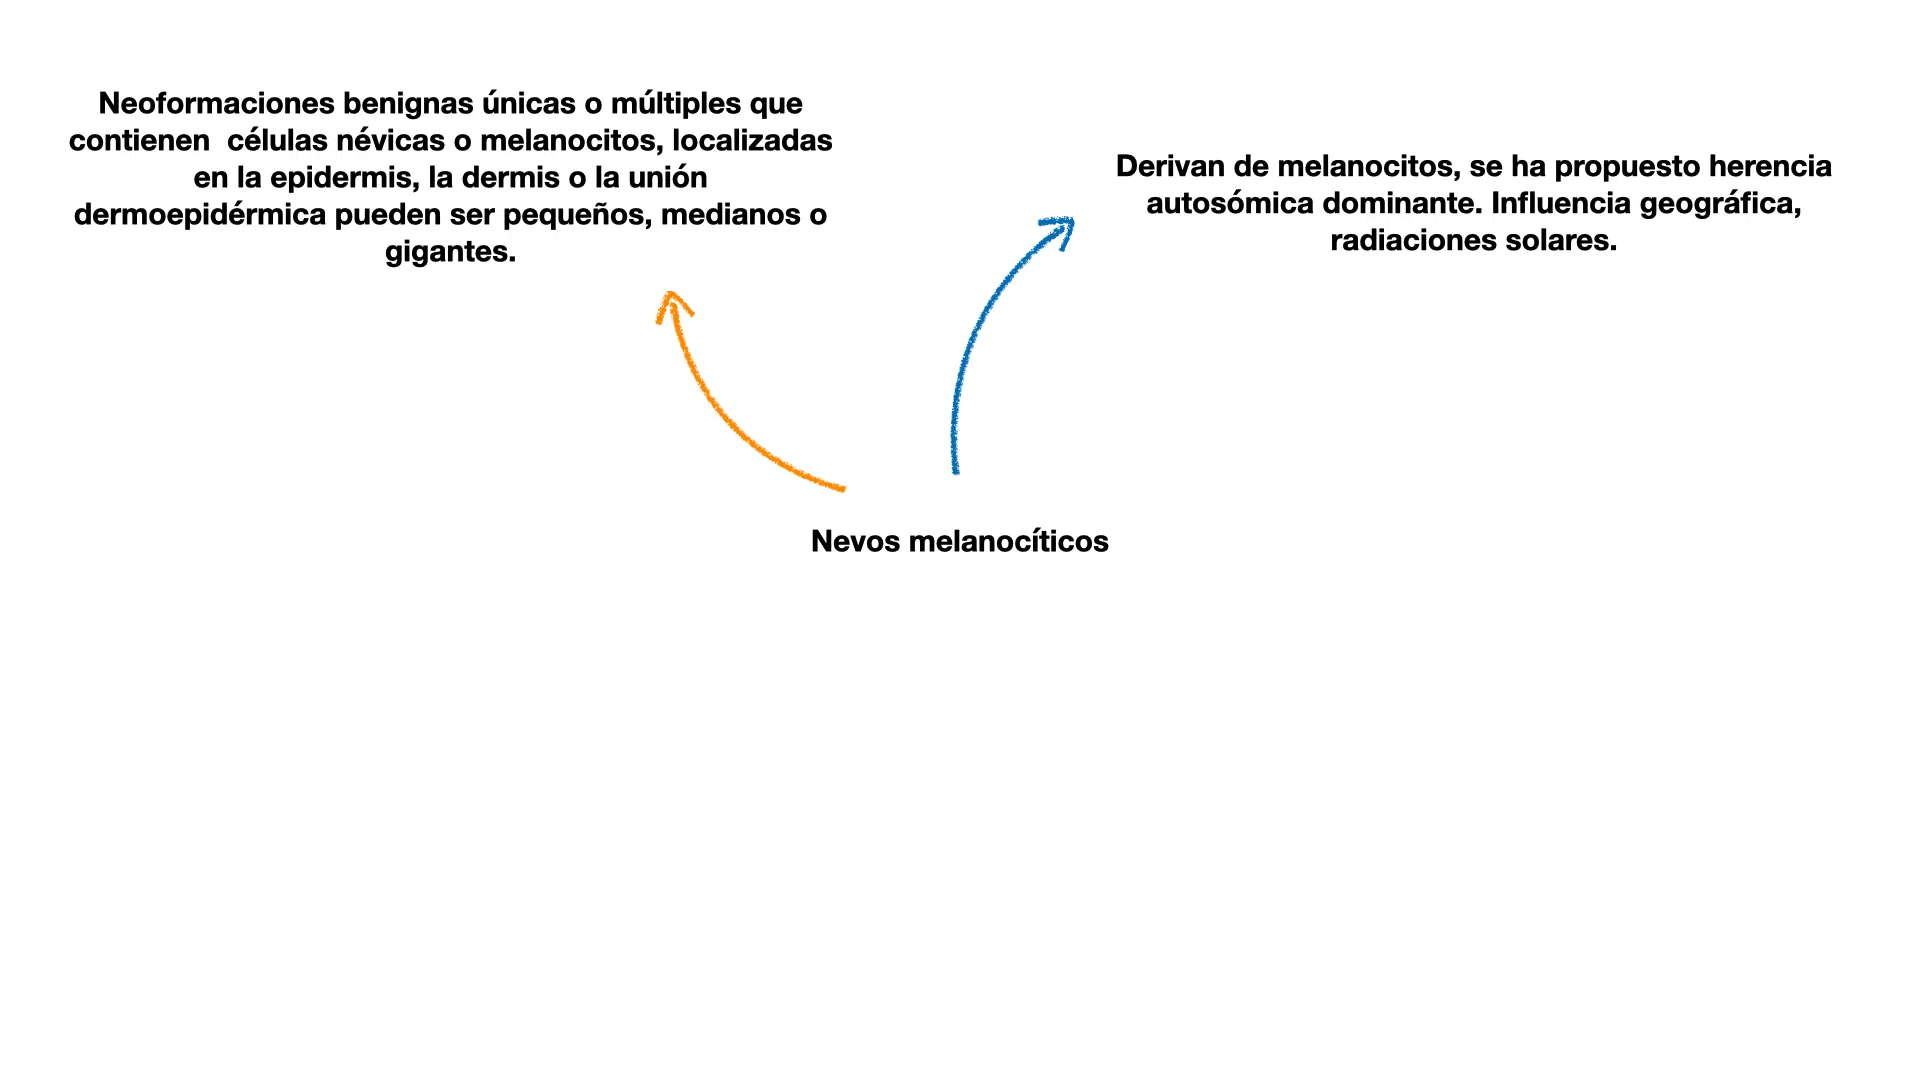 Neoformaciones benignas únicas o múltiples que
contienen  células névicas o melanocitos, localizadas
en la epidermis, la dermis o la unión
dermoepidérmica pueden ser pequeños, medianos o
gigantes.
Derivan de melanocitos, se ha propuesto herencia
autosómica dominante. Influencia geográfica,
radiaciones solares.
Nevos melanocíticos